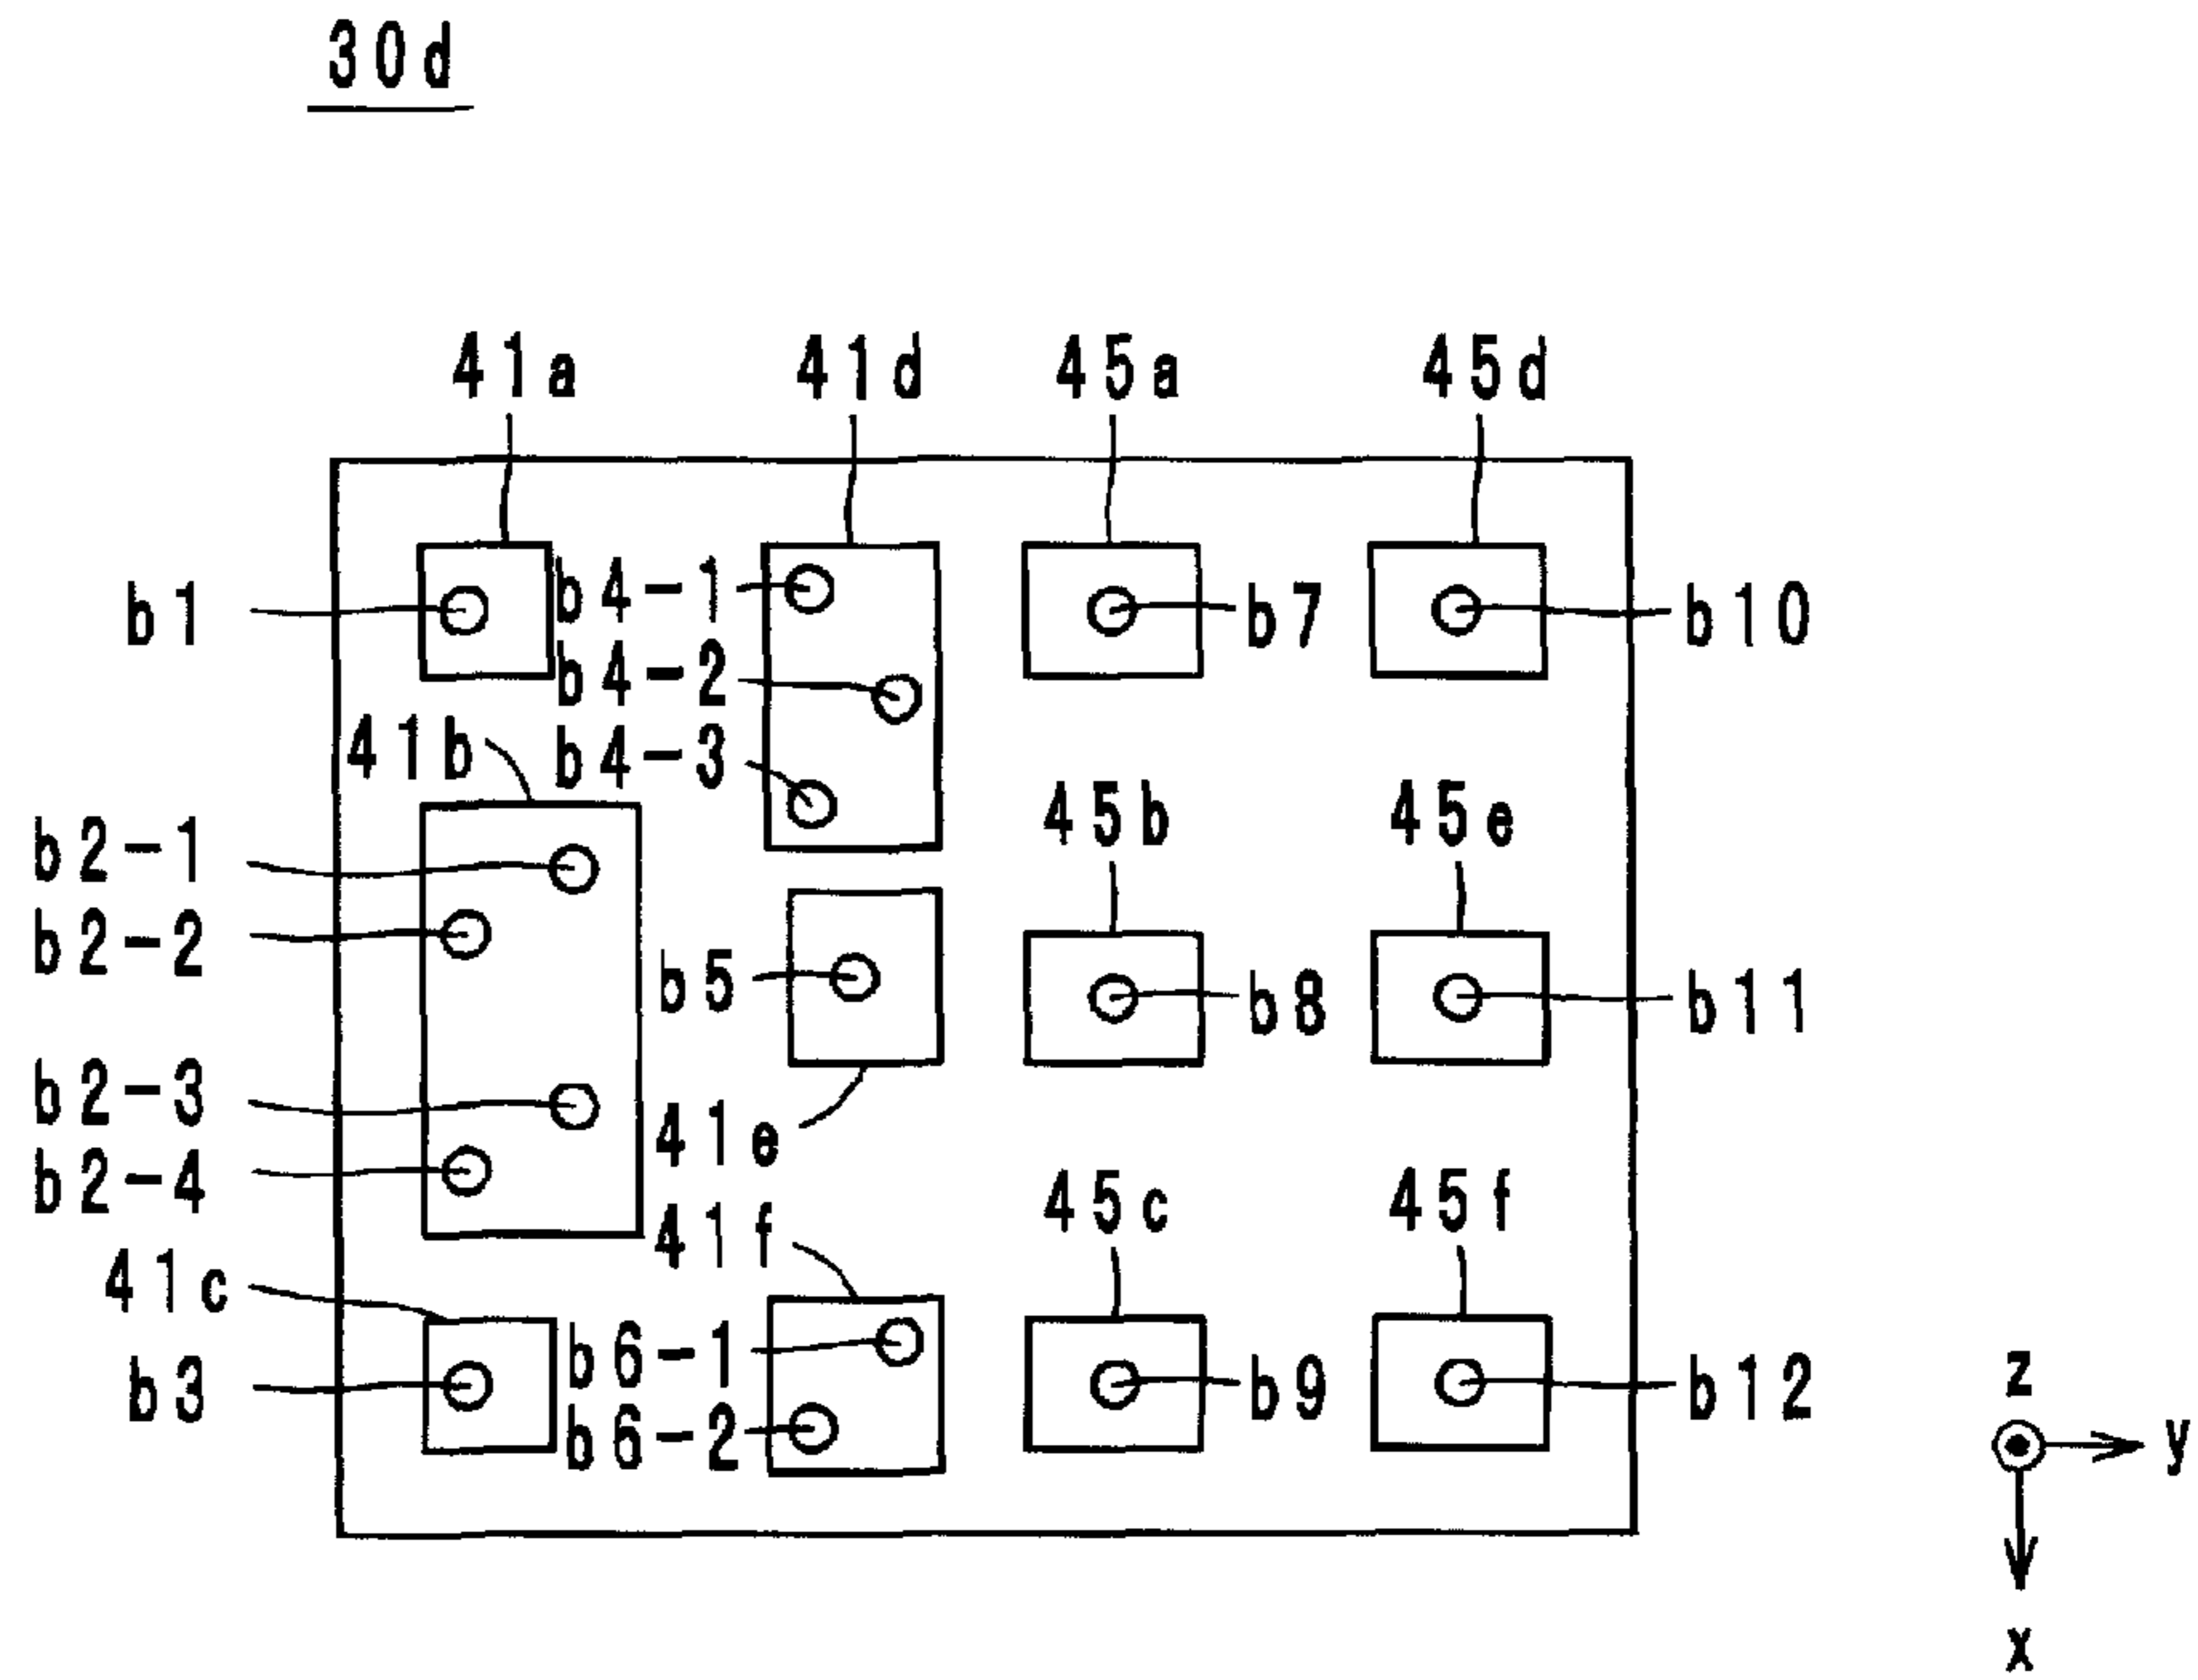 30d
41a 41d 45a 45d
b1 b4-1 b7 b10
b4-2
41b b4-3
45b 45e
b2-1
b2-2
b5 b8 b11
b2-3
41e
b2-4
45c 45f
41f
41c
b6-1
b3 b9 b12 z
b6-2 y
x